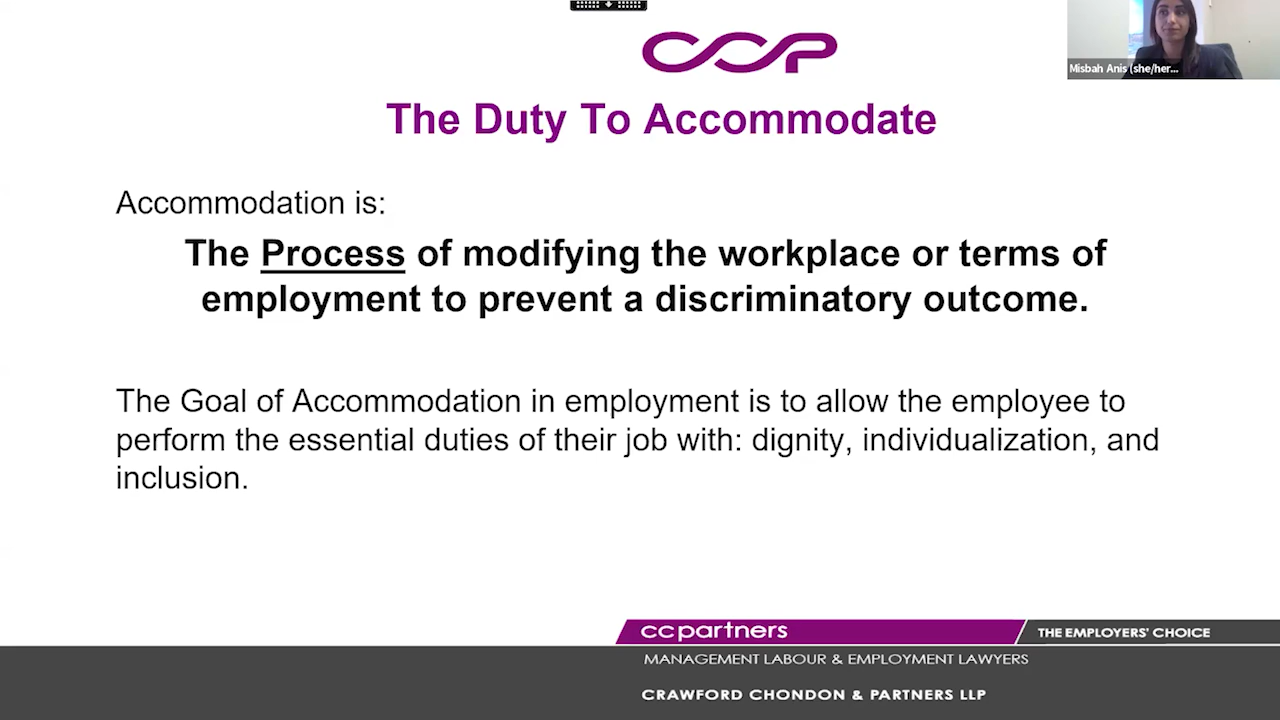 CCP
Misbah Anis (she/her...
The Duty To Accommodate
Accommodation is:
The Process of modifying the workplace or terms of
employment to prevent a discriminatory outcome.
The Goal of Accommodation in employment is to allow the employee to
perform the essential duties of their job with: dignity, individualization, and
inclusion.
ccpartners
THE EMPLOYERS' CHOICE
MANAGEMENT LABOUR & EMPLOYMENT LAWYERS
CRAWFORD CHONDON & PARTNERS LLP